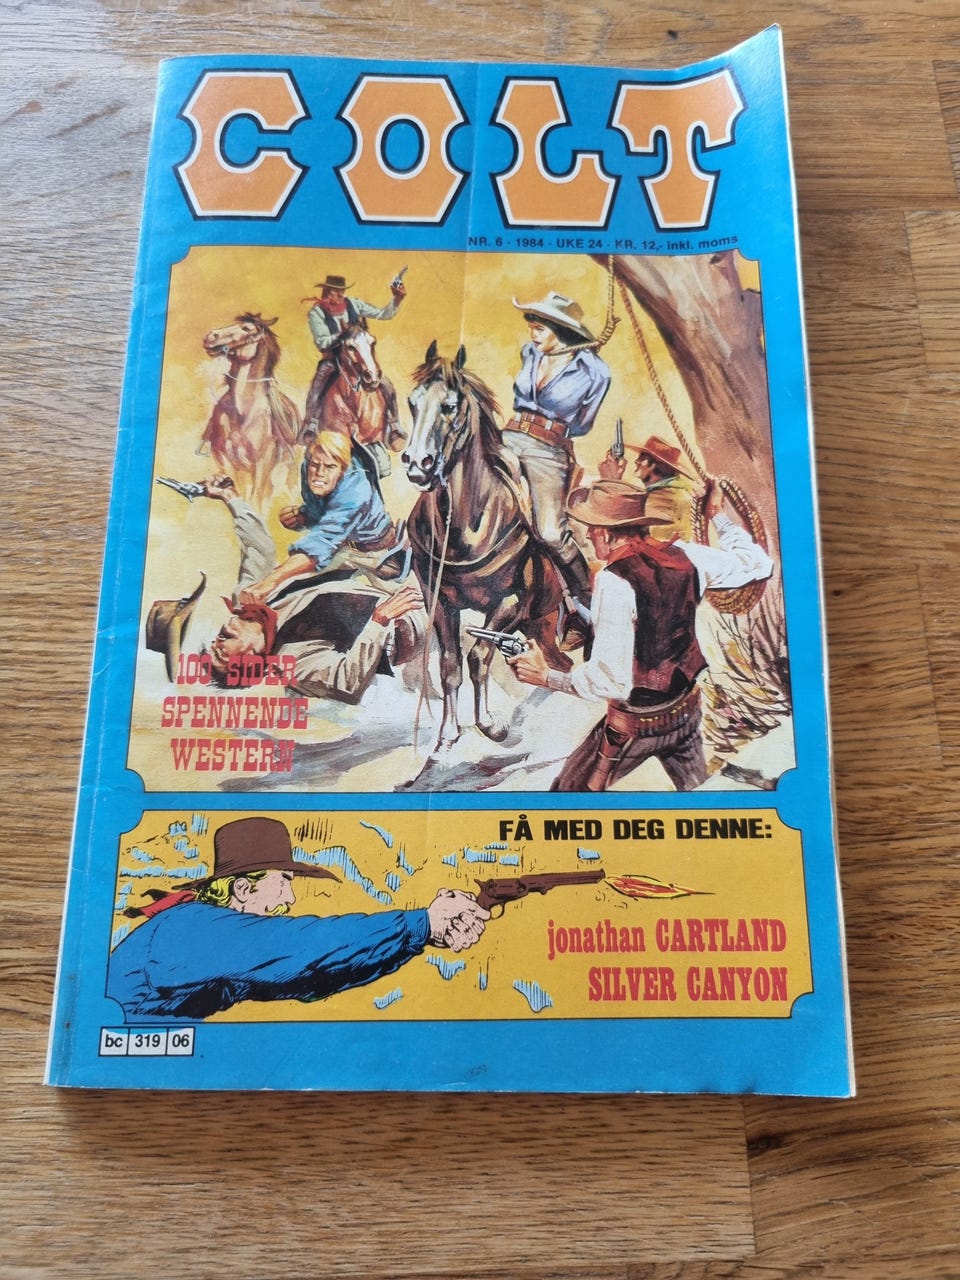 COLT
NR. 6 - 1984 - UKE 24 - KR. 12,- inkl. moms
100 SIDER
SPENNENDE
WESTERN
FÅ MED DEG DENNE:
jonathan CARTLAND
SILVER CANYON
bc 319 06